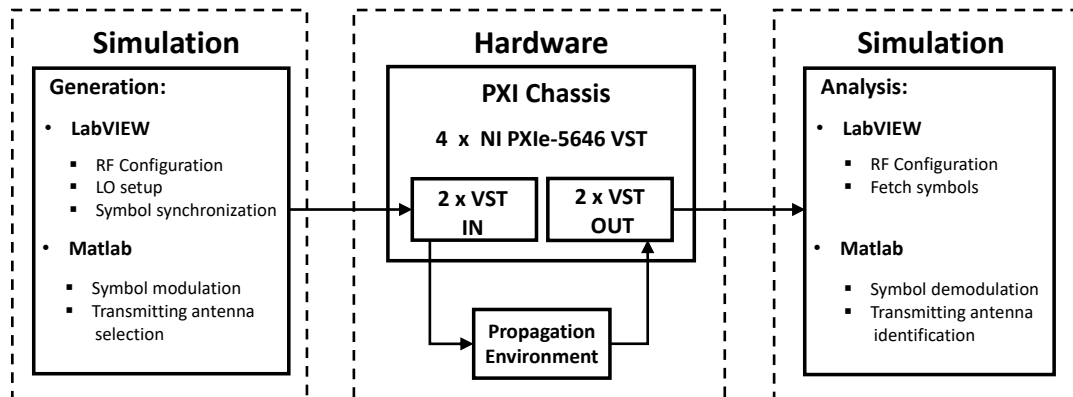 Simulation
Generation:
• LabVIEW
▪ RF Configuration
▪ LO setup
▪ Symbol synchronization
• Matlab
▪ Symbol modulation
▪ Transmitting antenna
selection
Hardware
PXI Chassis
4 x NI PXIe-5646 VST
2 x VST
IN
2 x VST
OUT
Propagation
Environment
Simulation
Analysis:
• LabVIEW
▪ RF Configuration
▪ Fetch symbols
• Matlab
▪ Symbol demodulation
▪ Transmitting antenna
identification